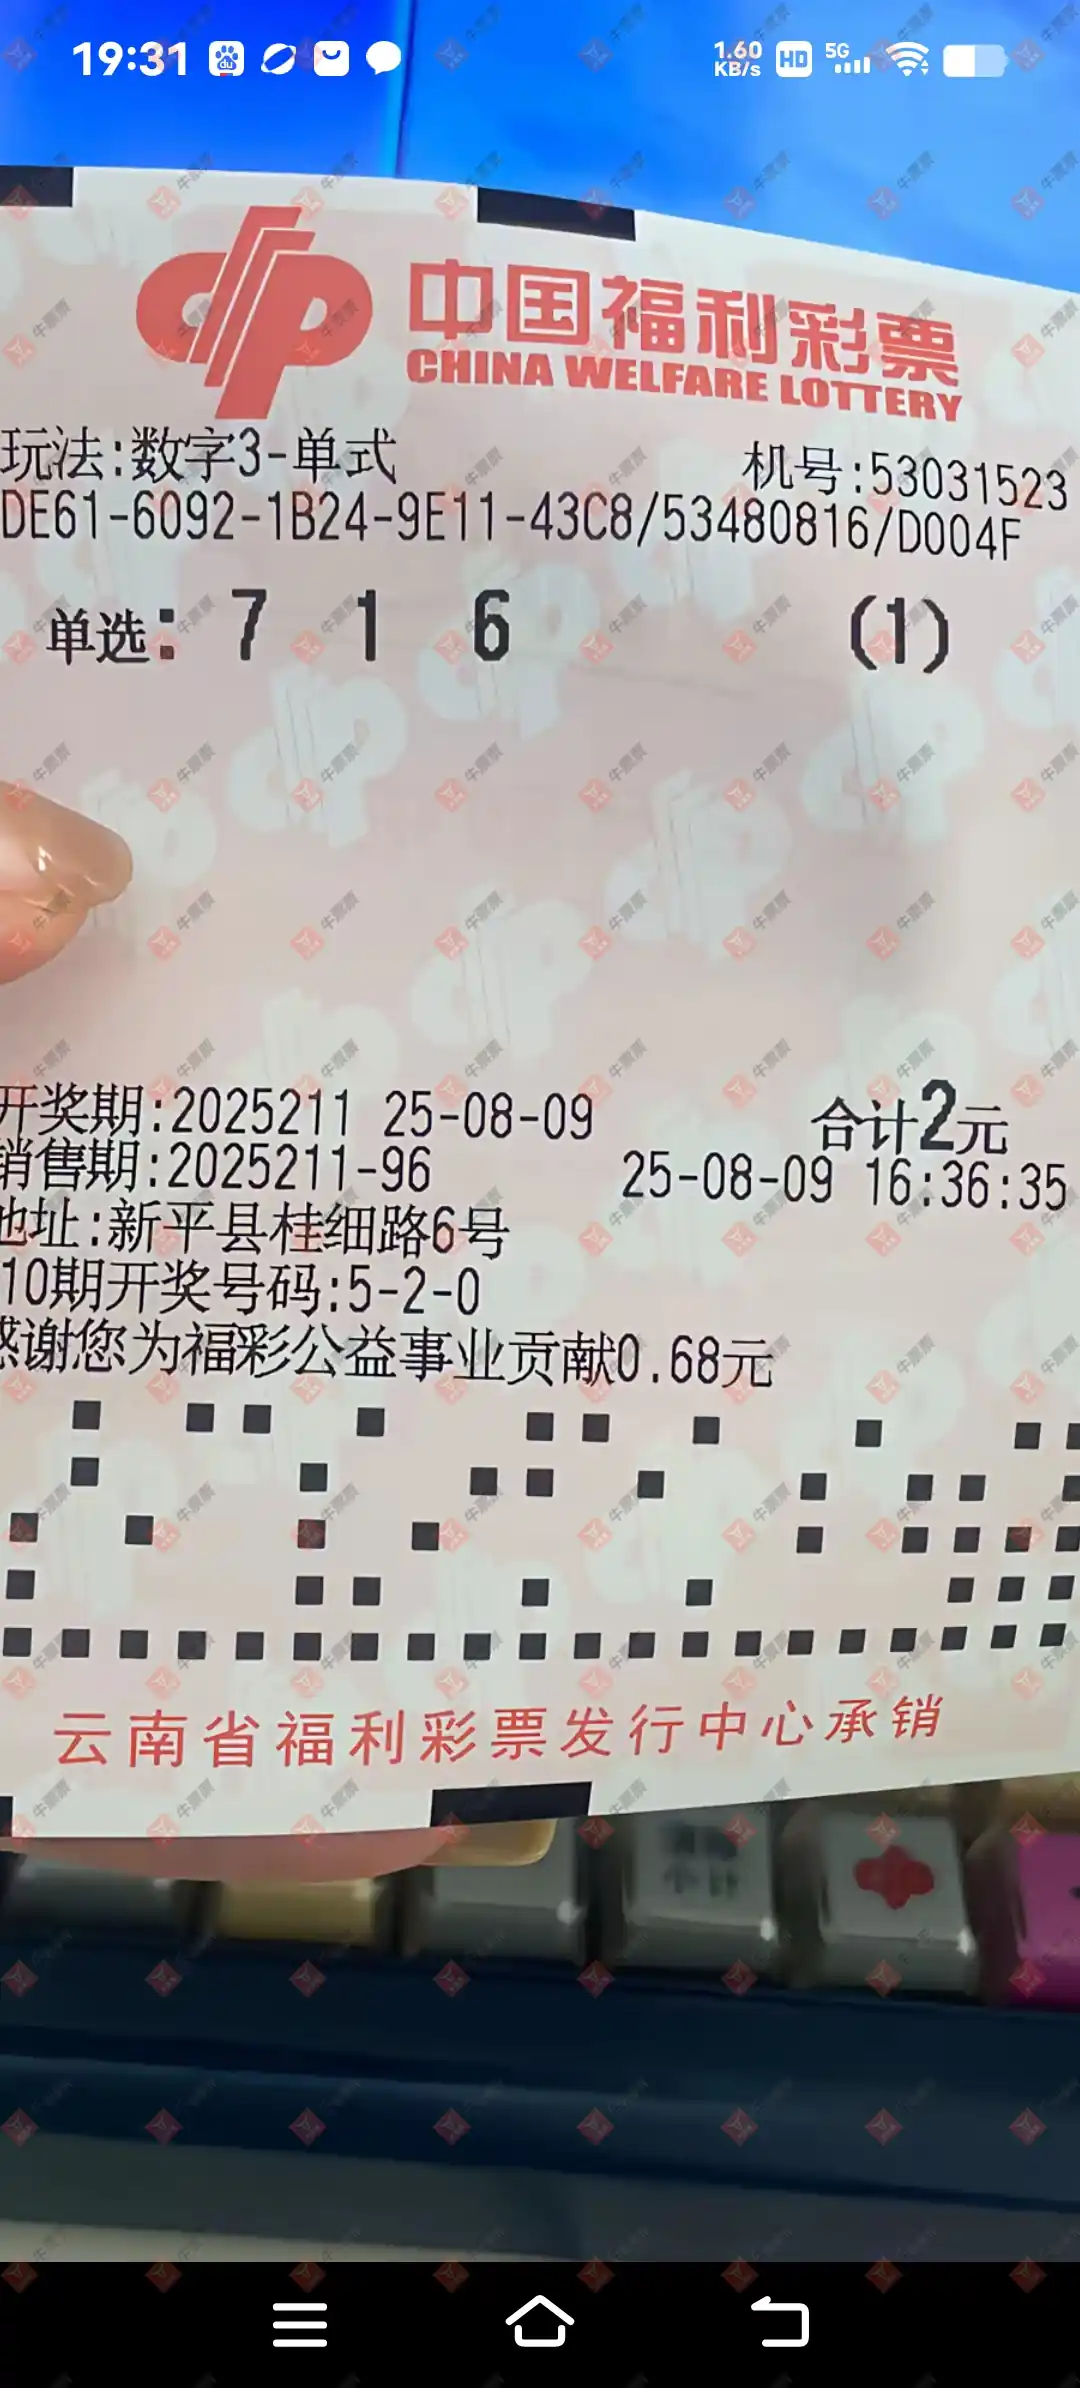 19:31
1.60 KB/s HD 5G
中国福利彩票
CHINA WELFARE LOTTERY
玩法:数字3-单式 机号:53031523
DE61-6092-1B24-9E11-43C8/53480816/D004F
单选: 7 1 6 (1)
开奖期:2025211 25-08-09 合计2元
销售期:2025211-96 25-08-09 16:36:35
地址:新平县桂细路6号
10期开奖号码:5-2-0
感谢您为福彩公益事业贡献0.68元
云南省福利彩票发行中心承销
小计
牛票票